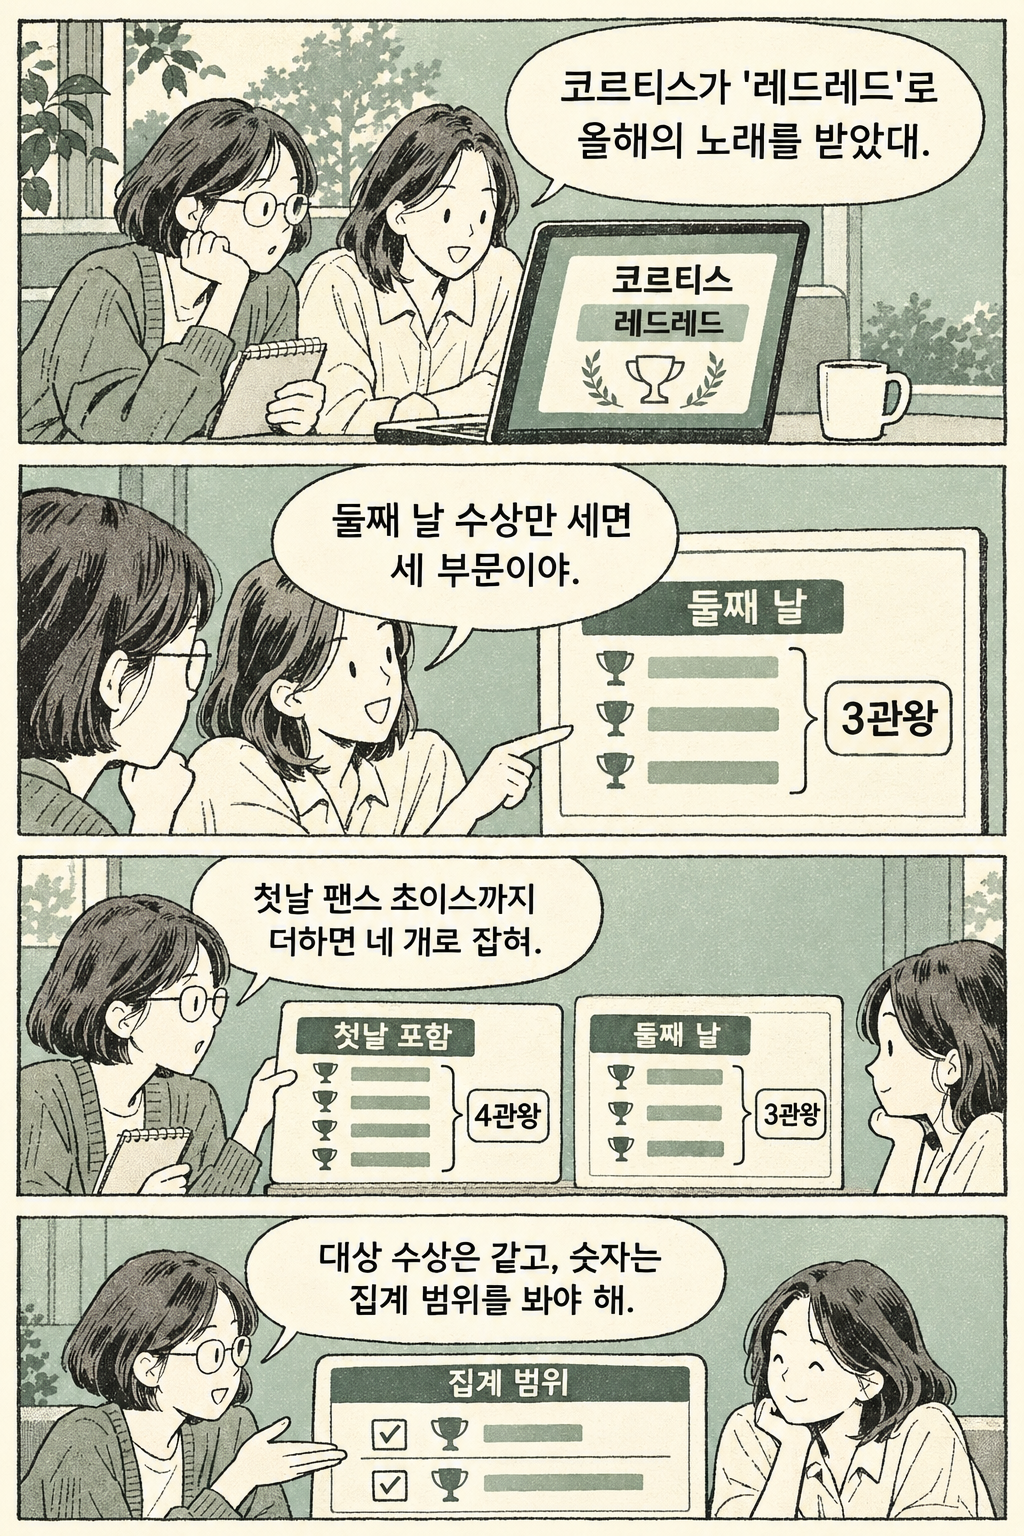 코르티스가 '레드레드'로
올해의 노래를 받았대.
코르티스
레드레드
둘째 날 수상만 세면
세 부문이야.
둘째 날
3관왕
첫날 팬스 초이스까지
더하면 네 개로 잡혀.
첫날 포함
4관왕
둘째 날
3관왕
대상 수상은 같고, 숫자는
집계 범위를 봐야 해.
집계 범위